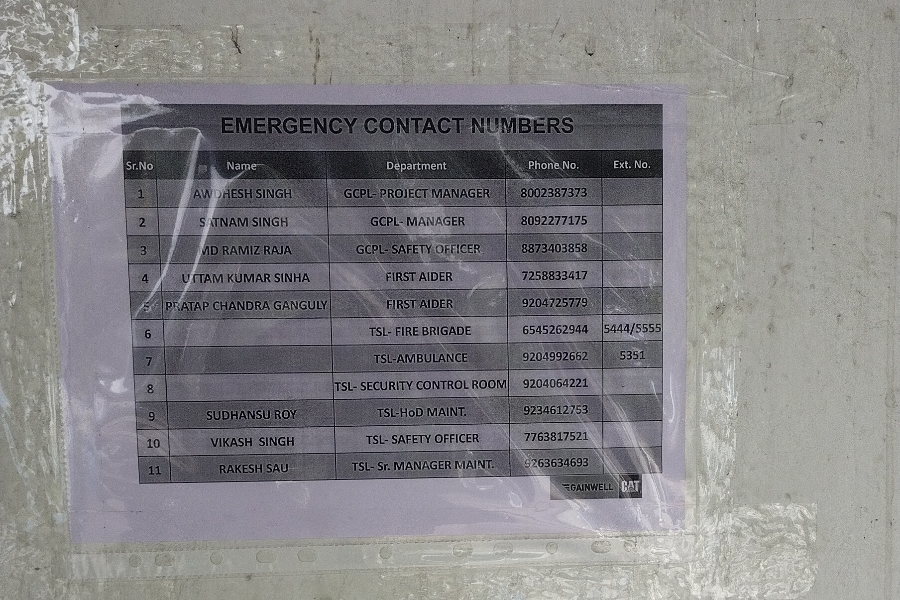 EMERGENCY CONTACT NUMBERS
Sr.No Name Department Phone No. Ext. No.
1 AWDHESH SINGH GCPL- PROJECT MANAGER 8002387373
2 SATNAM SINGH GCPL- MANAGER 8092277175
3 MD RAMIZ RAJA GCPL- SAFETY OFFICER 8873403858
4 UTTAM KUMAR SINHA FIRST AIDER 7258833417
5 PRATAP CHANDRA GANGULY FIRST AIDER 9204725779
6 TSL- FIRE BRIGADE 6545262944 5444/5555
7 TSL-AMBULANCE 9204992662 5351
8 TSL- SECURITY CONTROL ROOM 9204064221
9 SUDHANSU ROY TSL-HoD MAINT. 9234612753
10 VIKASH SINGH TSL- SAFETY OFFICER 7763817521
11 RAKESH SAU TSL- Sr. MANAGER MAINT. 9263634693
GAINWELL CAT